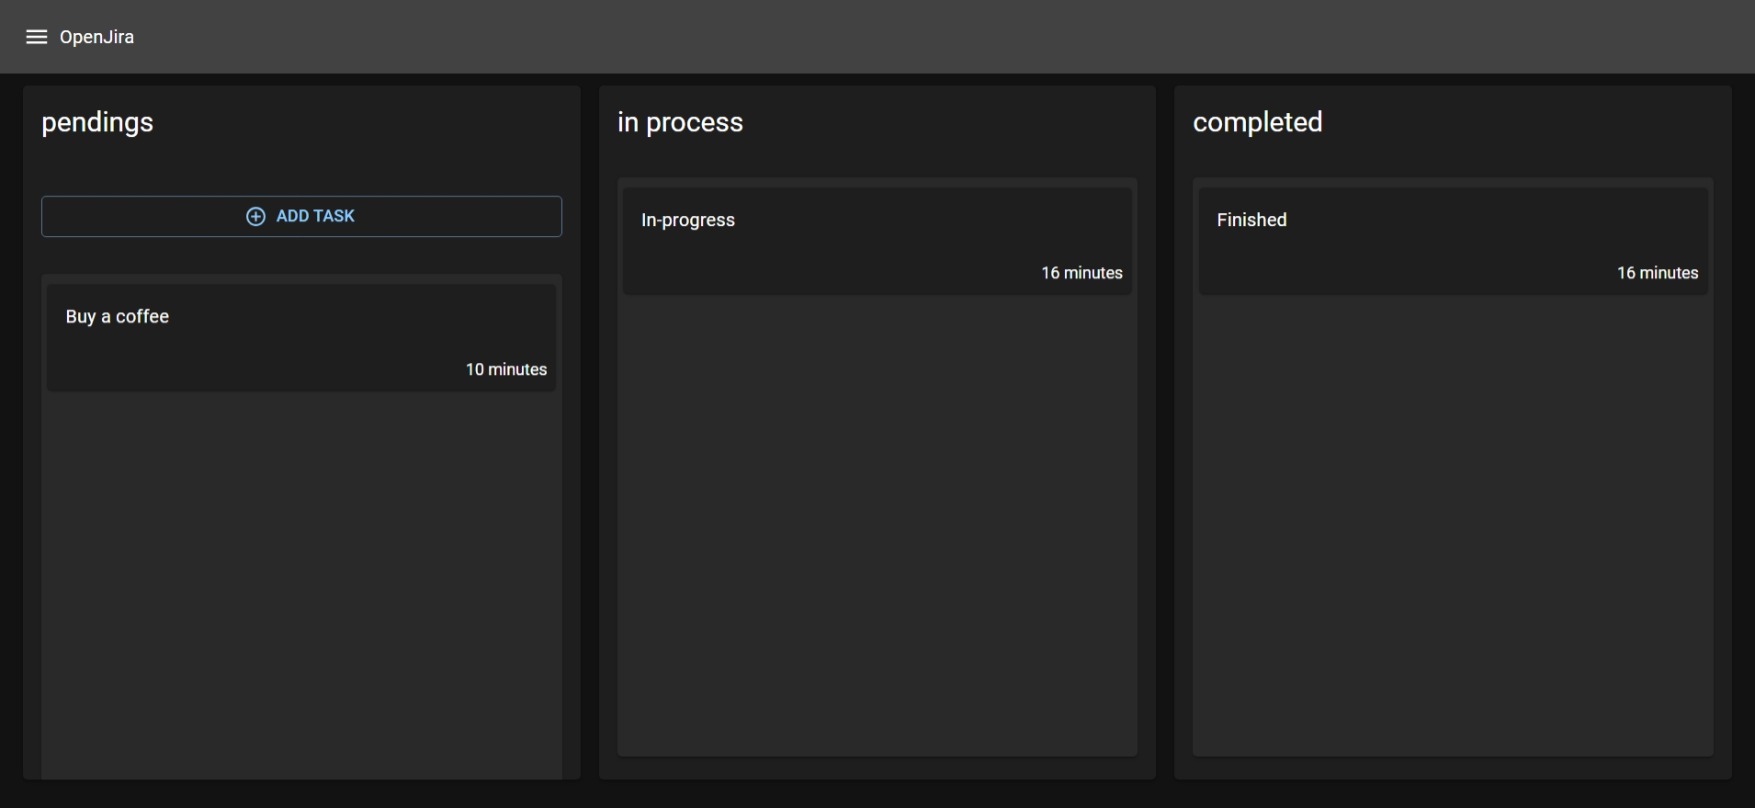 OpenJira
pendings
ADD TASK
Buy a coffee
10 minutes
in process
In-progress
16 minutes
completed
Finished
16 minutes